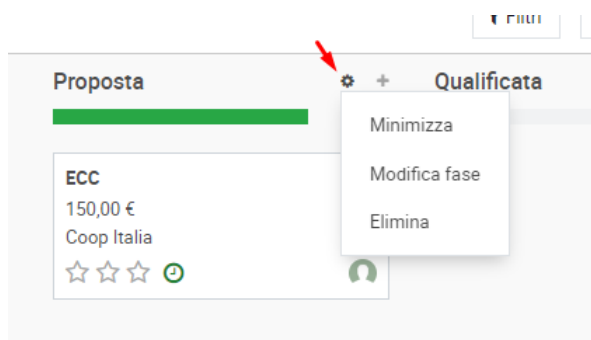 Filtri
Proposta
Qualificata
Minimizza
Modifica fase
Elimina
ECC
150,00 €
Coop Italia